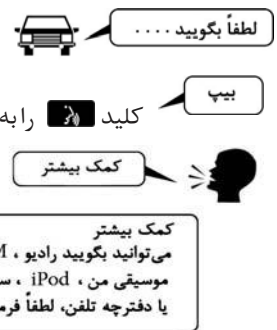 لطفاً بگویید ....
بیپ
کلید را به
کمک بیشتر
کمک بیشتر
می‌توانید بگویید رادیو ،
موسیقی من ، iPod ،
یا دفترچه تلفن، لطفاً